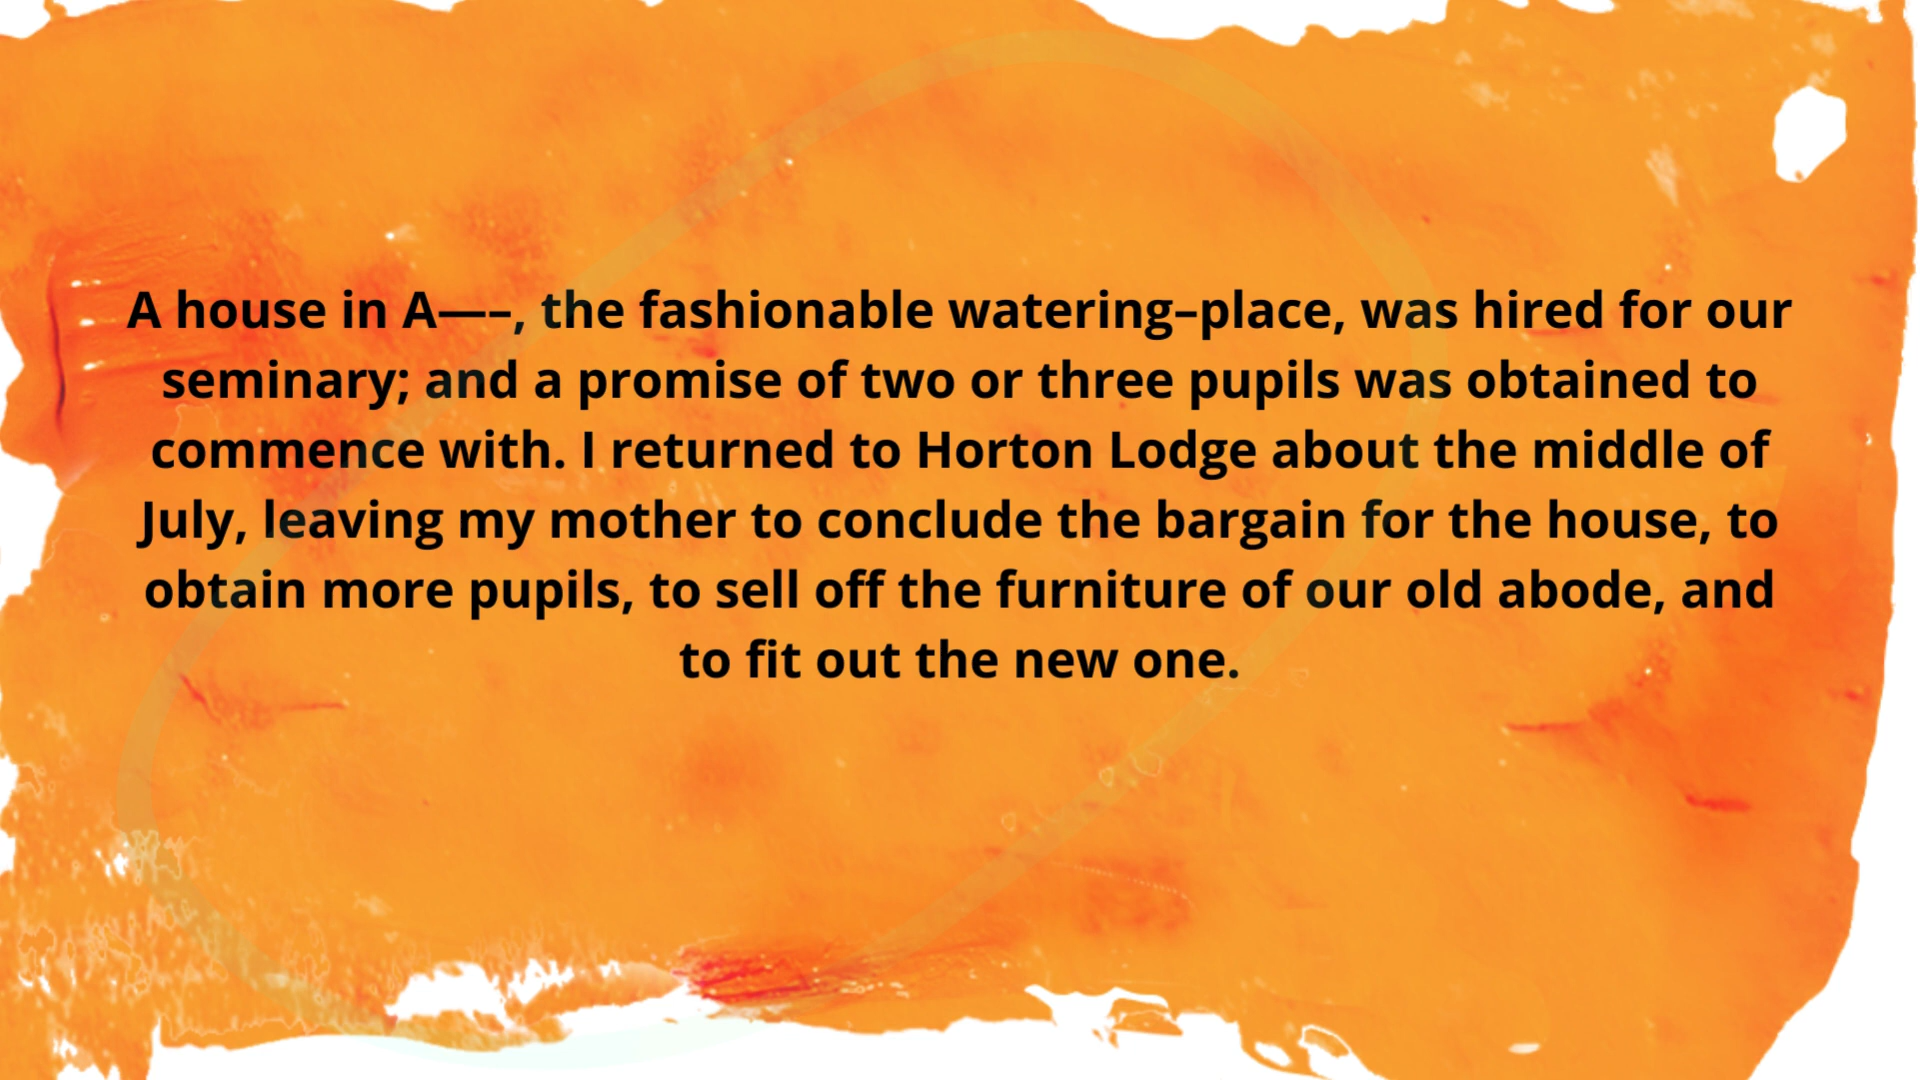 A house in A—–, the fashionable watering–place, was hired for our
seminary; and a promise of two or three pupils was obtained to
commence with. I returned to Horton Lodge about the middle of
July, leaving my mother to conclude the bargain for the house, to
obtain more pupils, to sell off the furniture of our old abode, and
to fit out the new one.